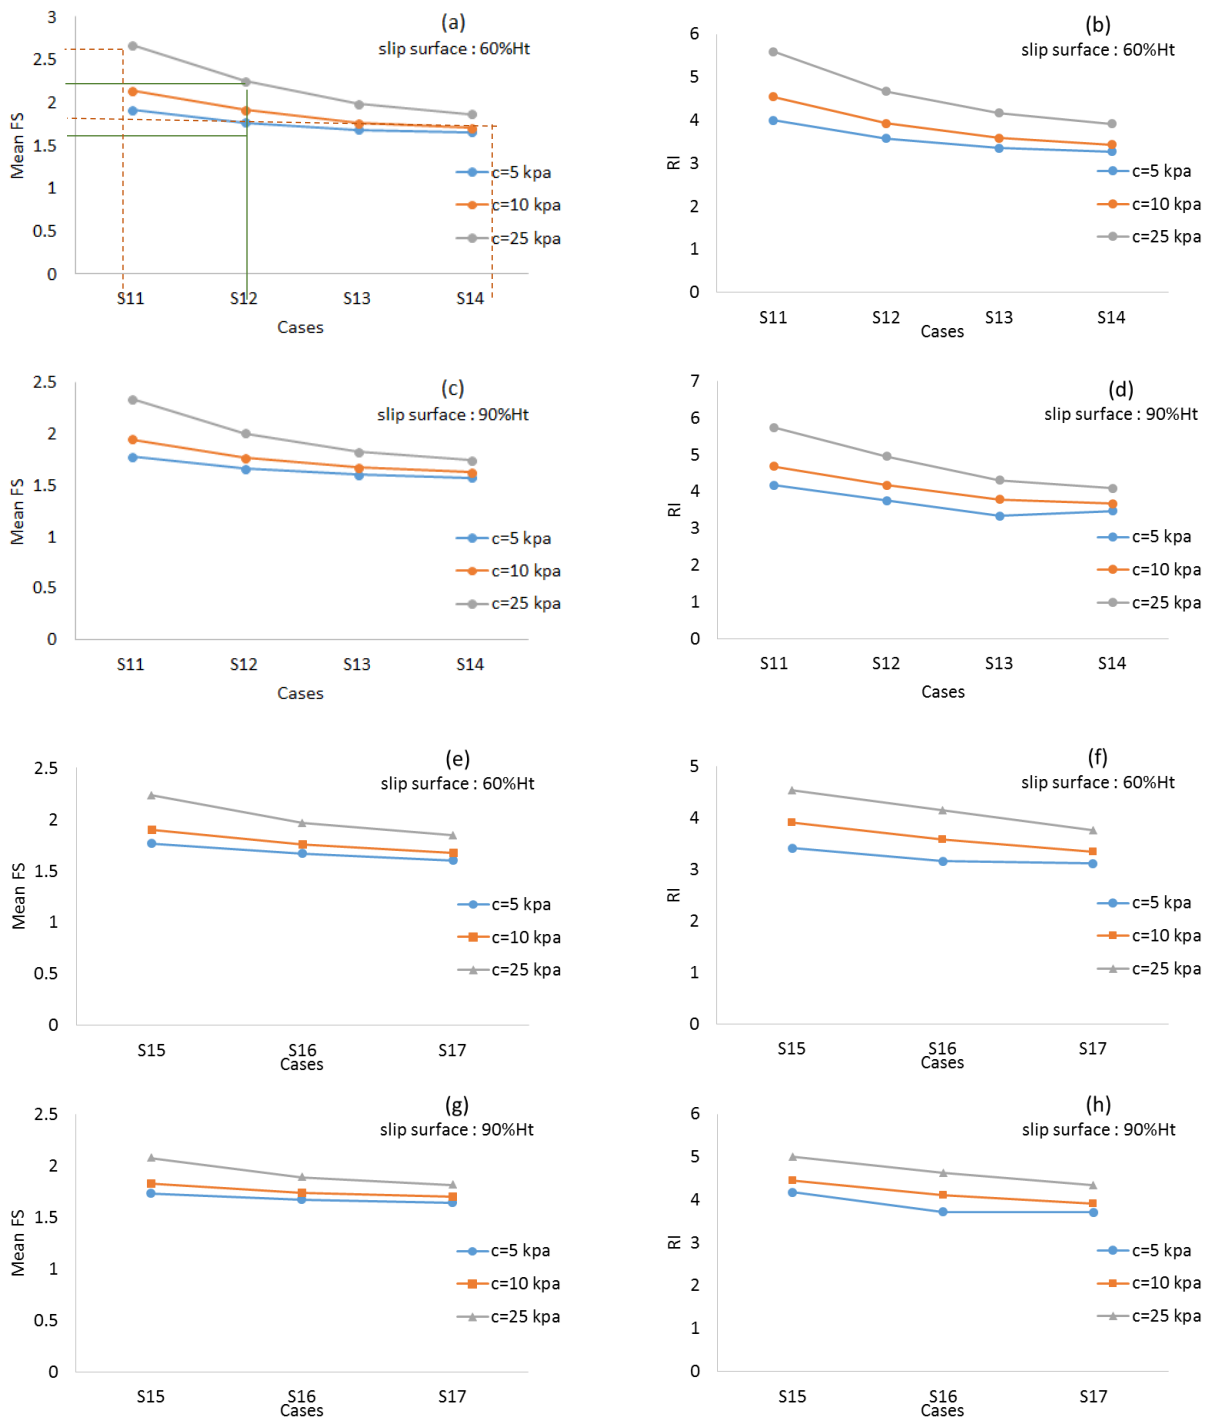 (a)
slip surface : 60%Ht
3
2.5
2
1.5
1
0.5
0
Mean FS
c=5 kpa
c=10 kpa
c=25 kpa
S11 S12 S13 S14
Cases
(b)
slip surface : 60%Ht
6
5
4
3
2
1
0
RI
c=5 kpa
c=10 kpa
c=25 kpa
S11 S12 S13 S14
Cases
(c)
slip surface : 90%Ht
2.5
2
1.5
1
0.5
0
Mean FS
c=5 kpa
c=10 kpa
c=25 kpa
S11 S12 S13 S14
Cases
(d)
slip surface : 90%Ht
7
6
5
4
3
2
1
0
RI
c=5 kpa
c=10 kpa
c=25 kpa
S11 S12 S13 S14
Cases
(e)
slip surface : 60%Ht
2.5
2
1.5
1
0.5
0
Mean FS
c=5 kpa
c=10 kpa
c=25 kpa
S15 S16 S17
Cases
(f)
slip surface : 60%Ht
5
4
3
2
1
0
RI
c=5 kpa
c=10 kpa
c=25 kpa
S15 S16 S17
Cases
(g)
slip surface : 90%Ht
2.5
2
1.5
1
0.5
0
Mean FS
c=5 kpa
c=10 kpa
c=25 kpa
S15 S16 S17
Cases
(h)
slip surface : 90%Ht
6
5
4
3
2
1
0
RI
c=5 kpa
c=10 kpa
c=25 kpa
S15 S16 S17
Cases